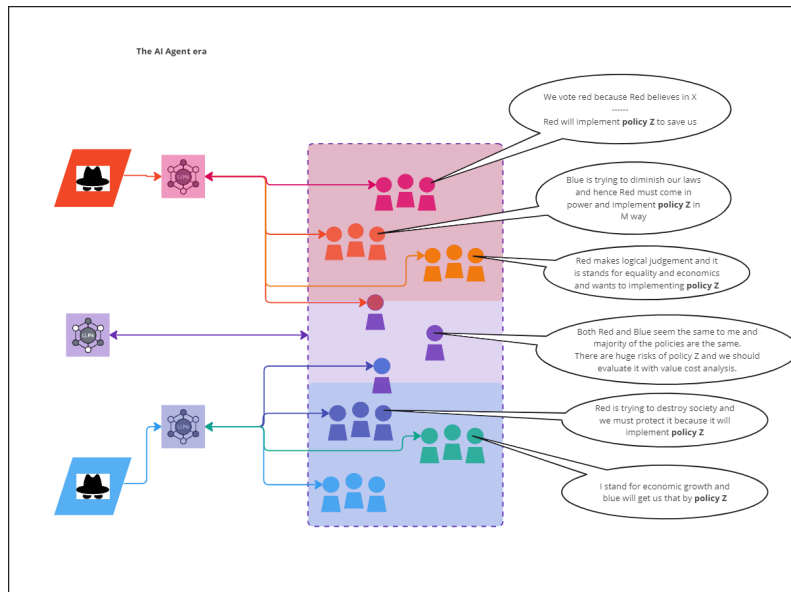 The AI Agent era
We vote red because Red believes in X
------
Red will implement policy Z to save us
LLMs
Blue is trying to diminish our laws
and hence Red must come in
power and implement policy Z in
M way
Red makes logical judgement and it
is stands for equality and economics
and wants to implementing policy Z
LLMs
Both Red and Blue seem the same to me and
majority of the policies are the same.
There are huge risks of policy Z and we should
evaluate it with value cost analysis.
LLMs
Red is trying to destroy society and
we must protect it because it will
implement policy Z
I stand for economic growth and
blue will get us that by policy Z